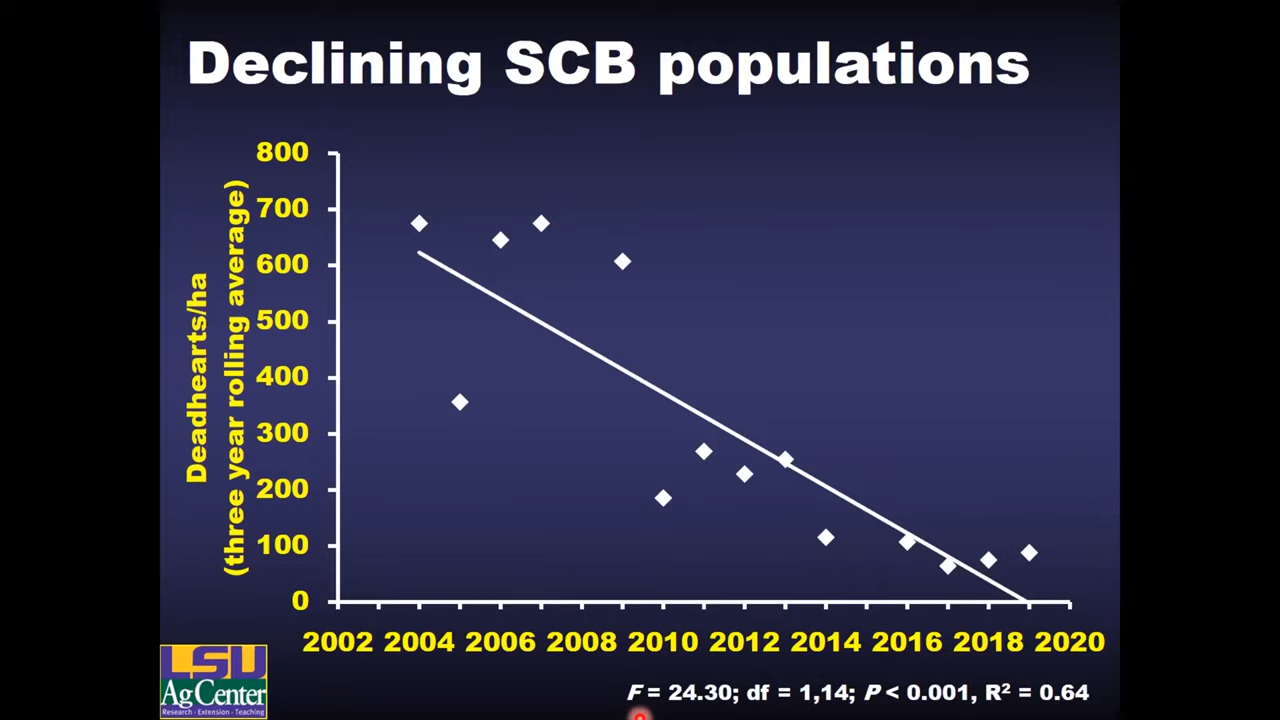 Declining SCB populations
800
700
600
500
400
300
200
100
0
Deadhearts/ha
(three year rolling average)
2002 2004 2006 2008 2010 2012 2014 2016 2018 2020
F = 24.30; df = 1,14; P < 0.001, R² = 0.64
LSU
AgCenter
Research - Extension - Teaching